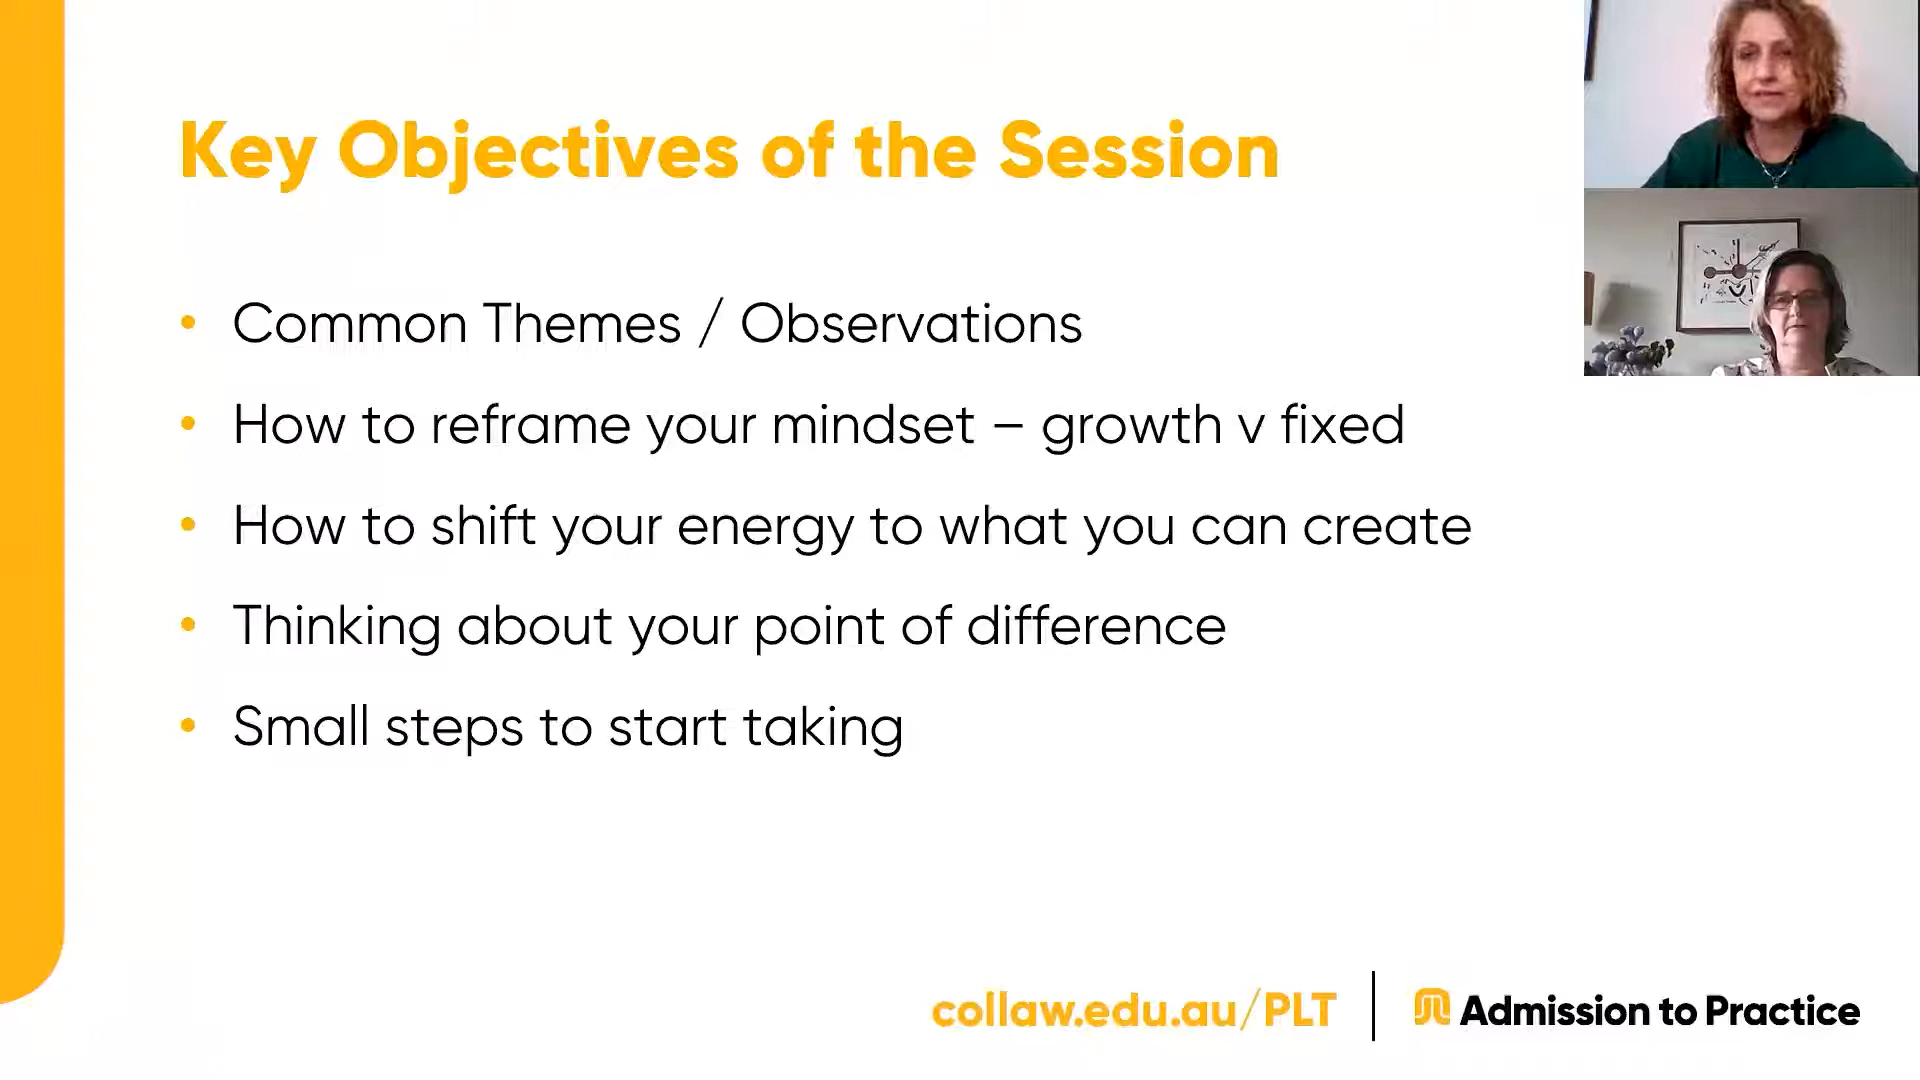 Key Objectives of the Session
• Common Themes / Observations
• How to reframe your mindset – growth v fixed
• How to shift your energy to what you can create
• Thinking about your point of difference
• Small steps to start taking
collaw.edu.au/PLT
Admission to Practice